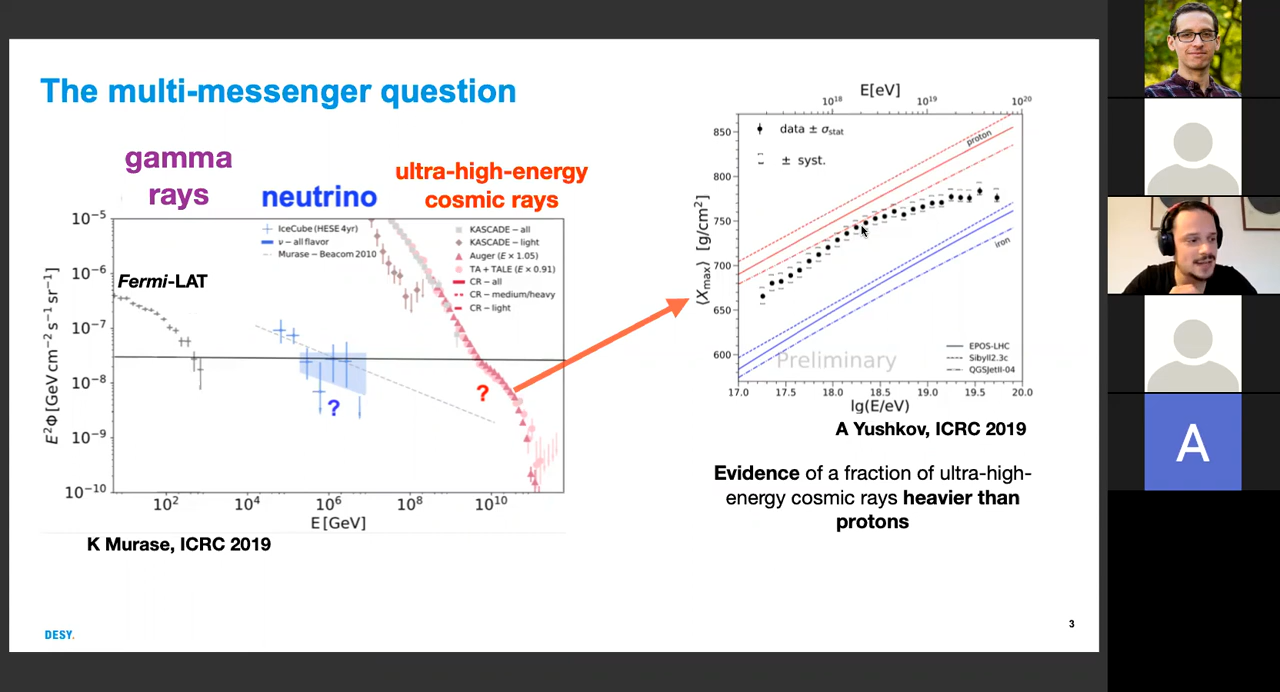 The multi-messenger question
gamma
rays
neutrino
ultra-high-energy
cosmic rays
Fermi-LAT
IceCube (HESE 4yr)
ν − all flavor
Murase − Beacom 2010
KASCADE − all
KASCADE − light
Auger (E × 1.05)
TA + TALE (E × 0.91)
CR − all
CR − medium/heavy
CR − light
10⁻⁵
10⁻⁶
10⁻⁷
10⁻⁸
10⁻⁹
10⁻¹⁰
E²Φ [GeV cm⁻² s⁻¹ sr⁻¹]
?
?
10²
10⁴
10⁶
10⁸
10¹⁰
E [GeV]
K Murase, ICRC 2019
E[eV]
10¹⁸
10¹⁹
10²⁰
data ± σstat
± syst.
proton
iron
850
800
750
700
650
600
⟨Xmax⟩ [g/cm²]
Preliminary
EPOS-LHC
Sibyll2.3c
QGSJetII-04
17.0
17.5
18.0
18.5
19.0
19.5
20.0
lg(E/eV)
A Yushkov, ICRC 2019
Evidence of a fraction of ultra-high-
energy cosmic rays heavier than
protons
DESY.
3
A